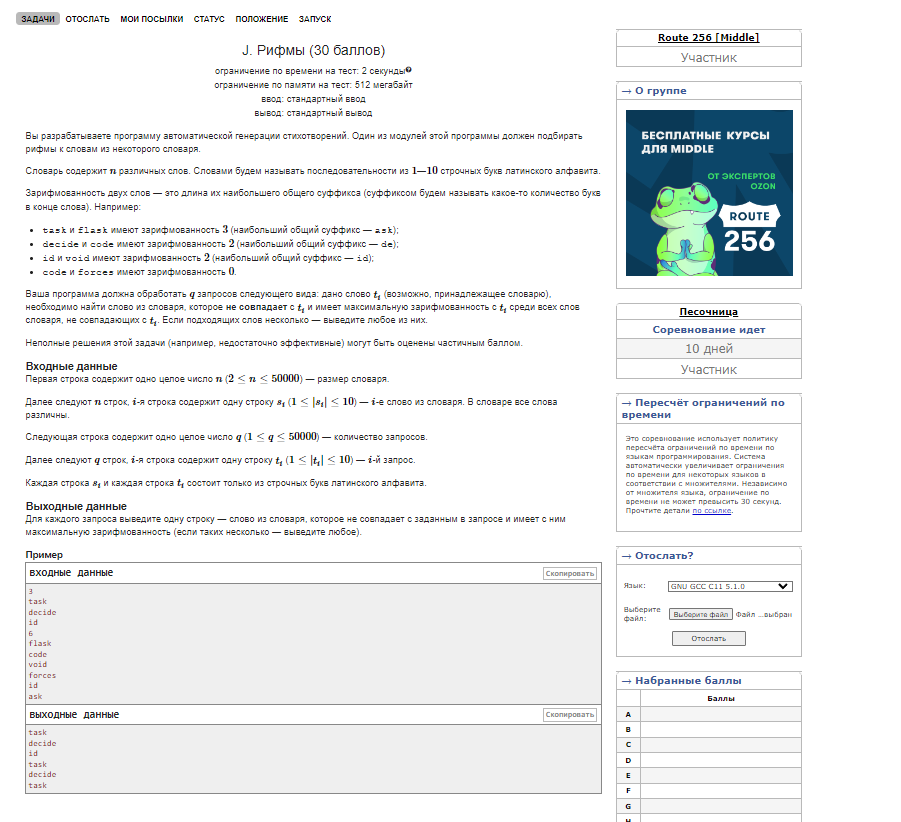 ЗАДАЧИ ОТОСЛАТЬ МОИ ПОСЫЛКИ СТАТУС ПОЛОЖЕНИЕ ЗАПУСК
J. Рифмы (30 баллов)
ограничение по времени на тест: 2 секунды
ограничение по памяти на тест: 512 мегабайт
ввод: стандартный ввод
вывод: стандартный вывод
Вы разрабатываете программу автоматической генерации стихотворений. Один из модулей этой программы должен подбирать
рифмы к словам из некоторого словаря.
Словарь содержит n различных слов. Словами будем называть последовательности из 1—10 строчных букв латинского алфавита.
Зарифмованность двух слов — это длина их наибольшего общего суффикса (суффиксом будем называть какое-то количество букв
в конце слова). Например:
• task и flask имеют зарифмованность 3 (наибольший общий суффикс — ask);
• decide и code имеют зарифмованность 2 (наибольший общий суффикс — de);
• id и void имеют зарифмованность 2 (наибольший общий суффикс — id);
• code и forces имеют зарифмованность 0.
Ваша программа должна обработать q запросов следующего вида: дано слово t_i (возможно, принадлежащее словарю),
необходимо найти слово из словаря, которое не совпадает с t_i и имеет максимальную зарифмованность с t_i среди всех слов
словаря, не совпадающих с t_i. Если подходящих слов несколько — выведите любое из них.
Неполные решения этой задачи (например, недостаточно эффективные) могут быть оценены частичным баллом.
Входные данные
Первая строка содержит одно целое число n (2 ≤ n ≤ 50000) — размер словаря.
Далее следуют n строк, i-я строка содержит одну строку s_i (1 ≤ |s_i| ≤ 10) — i-е слово из словаря. В словаре все слова
различны.
Следующая строка содержит одно целое число q (1 ≤ q ≤ 50000) — количество запросов.
Далее следуют q строк, i-я строка содержит одну строку t_i (1 ≤ |t_i| ≤ 10) — i-й запрос.
Каждая строка s_i и каждая строка t_i состоит только из строчных букв латинского алфавита.
Выходные данные
Для каждого запроса выведите одну строку — слово из словаря, которое не совпадает с заданным в запросе и имеет с ним
максимальную зарифмованность (если таких несколько — выведите любое).
Пример
входные данные Скопировать
3
task
decide
id
6
flask
code
void
forces
id
ask
выходные данные Скопировать
task
decide
id
task
decide
task
Route 256 [Middle]
Участник
→ О группе
БЕСПЛАТНЫЕ КУРСЫ
ДЛЯ MIDDLE
ОТ ЭКСПЕРТОВ
OZON
ROUTE
256
Песочница
Соревнование идет
10 дней
Участник
→ Пересчёт ограничений по
времени
Это соревнование использует политику
пересчёта ограничений по времени по
языкам программирования. Система
автоматически увеличивает ограничения
по времени для некоторых языков в
соответствии с множителями. Независимо
от множителя языка, ограничение по
времени не может превысить 30 секунд.
Прочтите детали по ссылке.
→ Отослать?
Язык: GNU GCC C11 5.1.0
Выберите
файл: Выберите файл Файл ...выбран
Отослать
→ Набранные баллы
Баллы
A
B
C
D
E
F
G